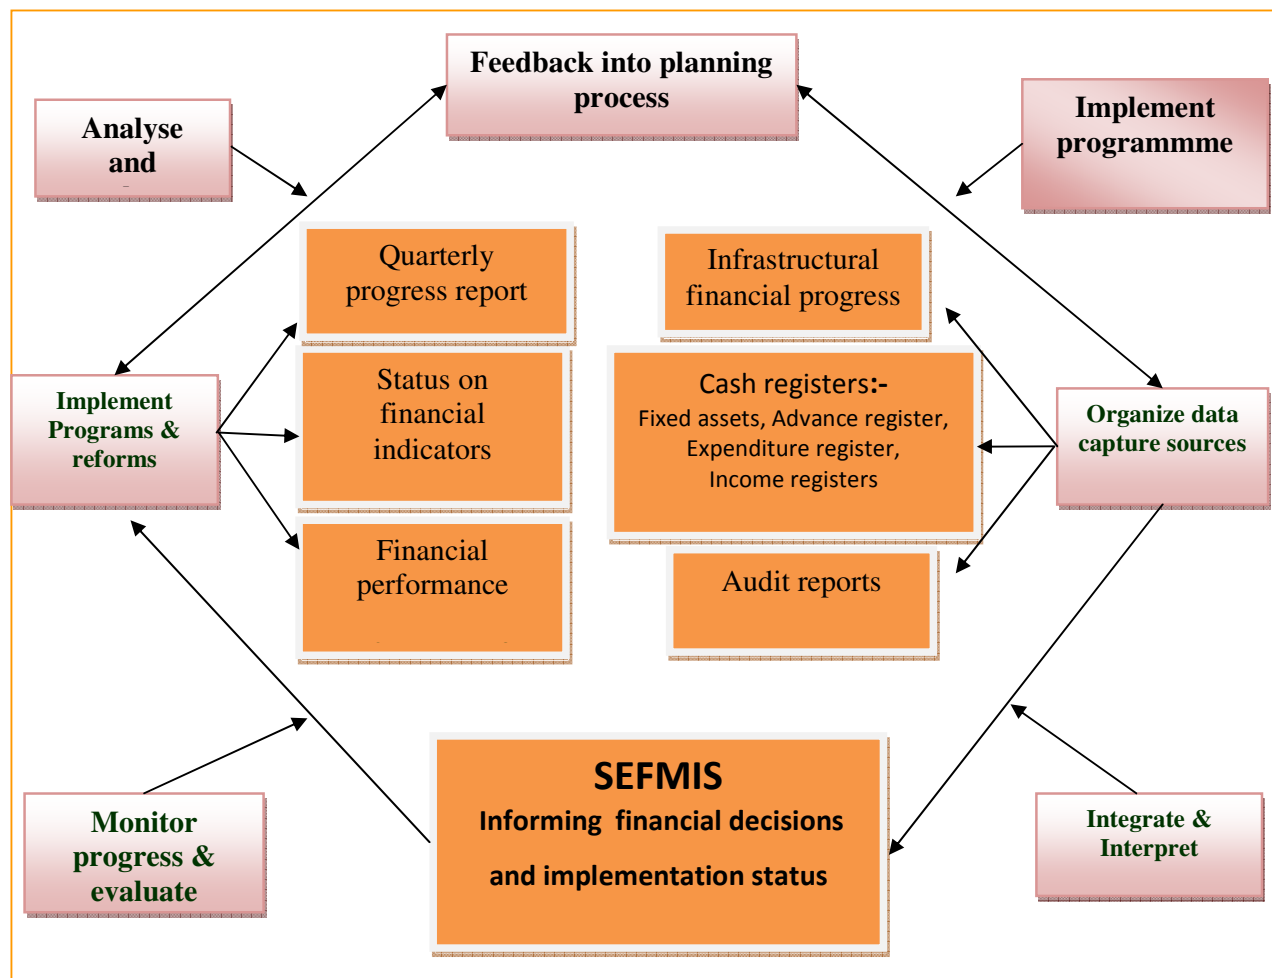 Feedback into planning
process
Analyse
and
Implement
programmme
Quarterly
progress report
Infrastructural
financial progress
Implement
Programs &
reforms
Status on
financial
indicators
Cash registers:-
Fixed assets, Advance register,
Expenditure register,
Income registers
Organize data
capture sources
Financial
performance
Audit reports
SEFMIS
Informing financial decisions
and implementation status
Monitor
progress &
evaluate
Integrate &
Interpret